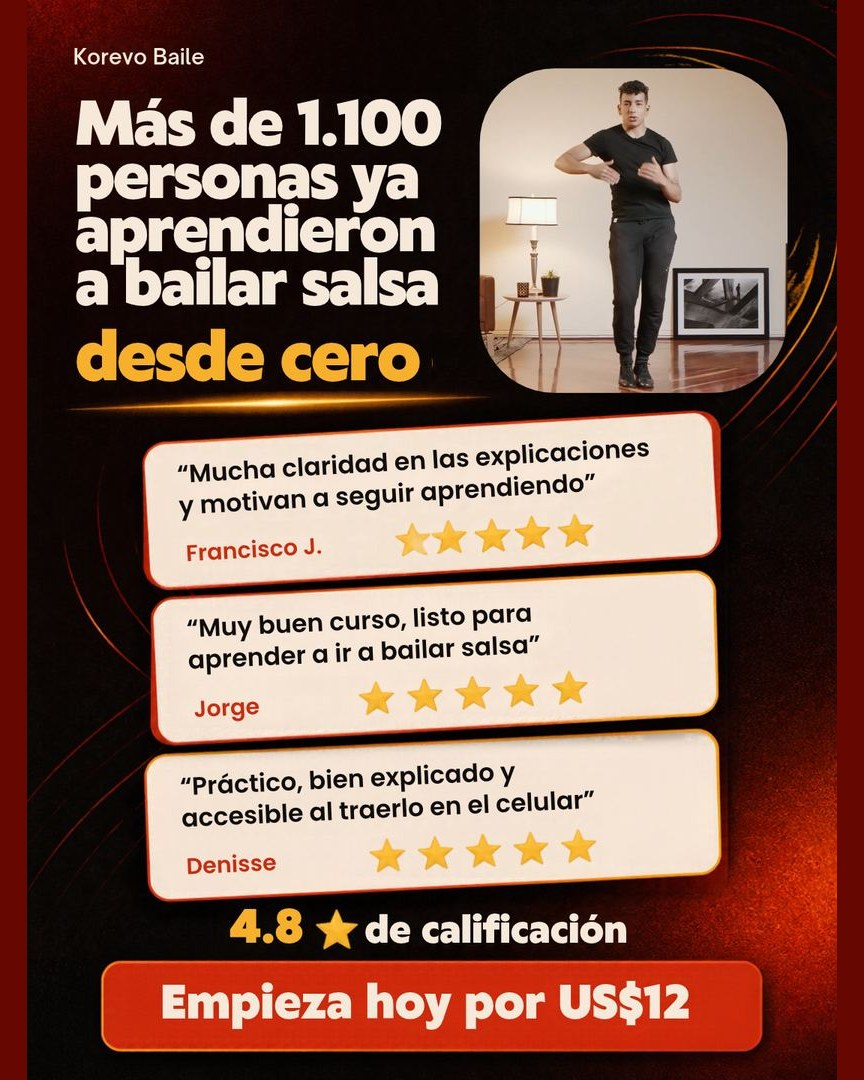 Korevo Baile
Más de 1.100
personas ya
aprendieron
a bailar salsa
desde cero
“Mucha claridad en las explicaciones
y motivan a seguir aprendiendo”
Francisco J.
“Muy buen curso, listo para
aprender a ir a bailar salsa”
Jorge
“Práctico, bien explicado y
accesible al traerlo en el celular”
Denisse
4.8 ⭐ de calificación
Empieza hoy por US$12